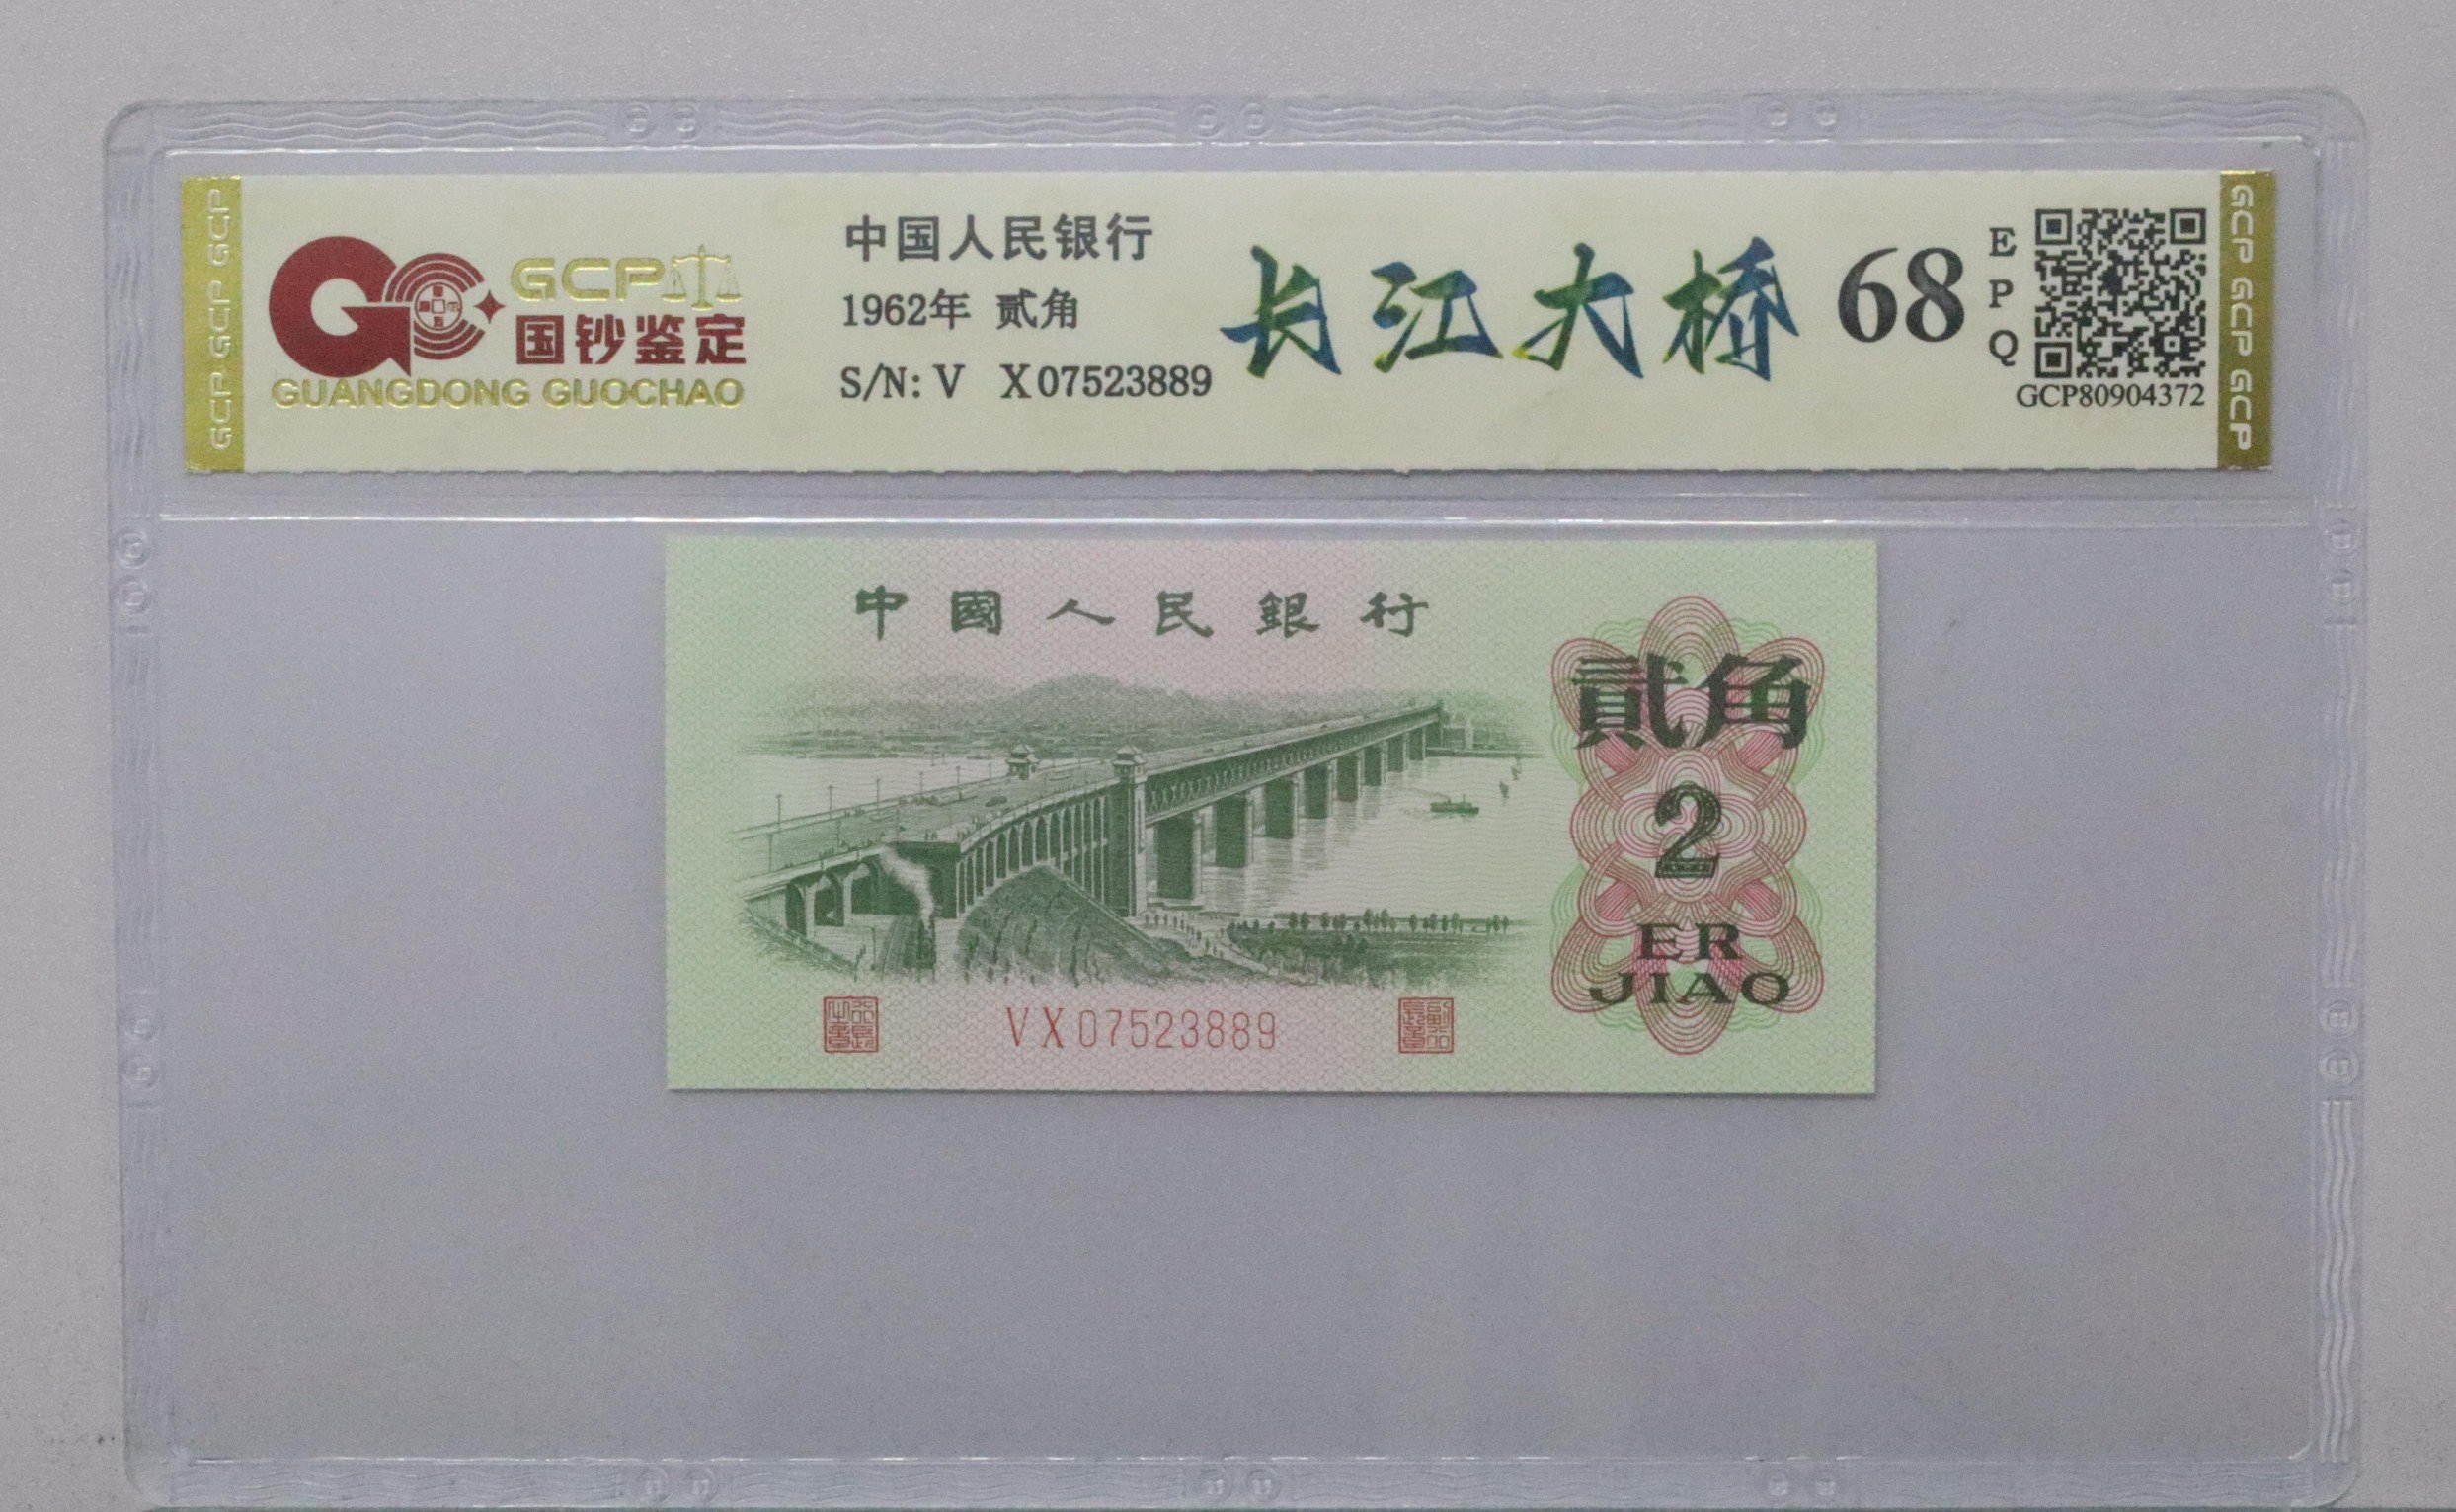 GCP GCP GCP
GCP
国钞鉴定
GUANGDONG GUOCHAO
中国人民银行
1962年 贰角
S/N: V X07523889
长江大桥
68
E
P
Q
GCP80904372
GCP GCP GCP
中國人民銀行
貳角
2
ER
JIAO
VX07523889